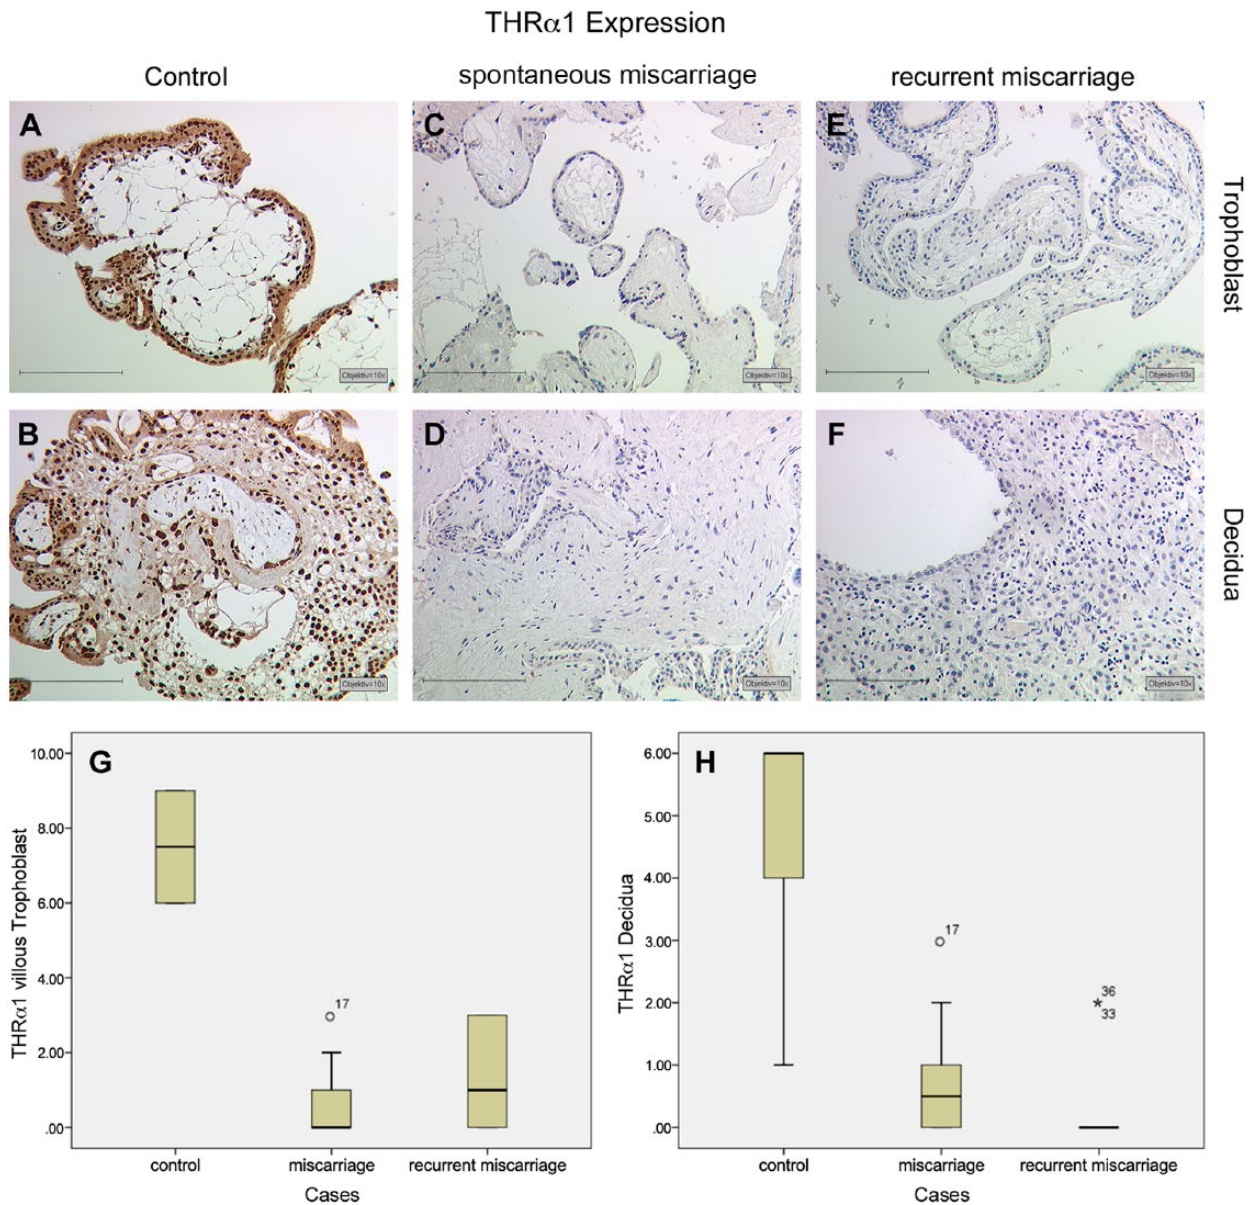 THRα1 Expression
Control
spontaneous miscarriage
recurrent miscarriage
A
C
E
Trophoblast
Objektiv=10x
Objektiv=10x
Objektiv=10x
B
D
F
Decidua
Objektiv=10x
Objektiv=10x
Objektiv=10x
G
THRα1 villous Trophoblast
10.00
8.00
6.00
4.00
2.00
.00
17
control
miscarriage
recurrent miscarriage
Cases
H
THRα1 Decidua
6.00
5.00
4.00
3.00
2.00
1.00
.00
17
36
33
control
miscarriage
recurrent miscarriage
Cases